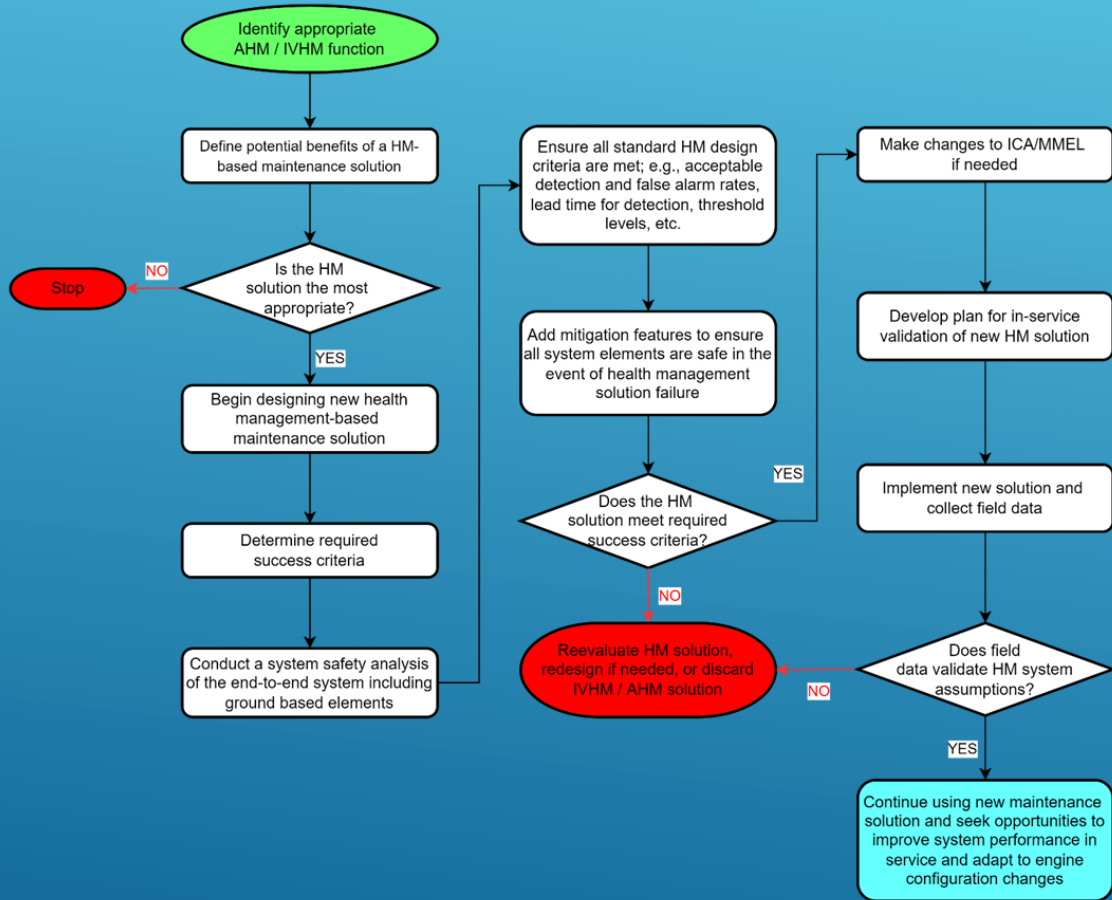 Identify appropriate
AHM / IVHM function
Define potential benefits of a HM-
based maintenance solution
Is the HM
solution the most
appropriate?
NO
Stop
YES
Begin designing new health
management-based
maintenance solution
Determine required
success criteria
Conduct a system safety analysis
of the end-to-end system including
ground based elements
Ensure all standard HM design
criteria are met; e.g., acceptable
detection and false alarm rates,
lead time for detection, threshold
levels, etc.
Add mitigation features to ensure
all system elements are safe in the
event of health management
solution failure
Does the HM
solution meet required
success criteria?
YES
NO
Reevaluate HM solution,
redesign if needed, or discard
IVHM / AHM solution
Make changes to ICA/MMEL
if needed
Develop plan for in-service
validation of new HM solution
Implement new solution and
collect field data
Does field
data validate HM system
assumptions?
NO
YES
Continue using new maintenance
solution and seek opportunities to
improve system performance in
service and adapt to engine
configuration changes